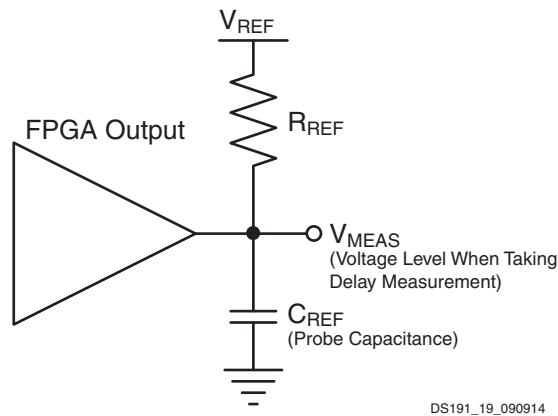 VREF
FPGA Output
RREF
VMEAS
(Voltage Level When Taking
Delay Measurement)
CREF
(Probe Capacitance)
DS191_19_090914